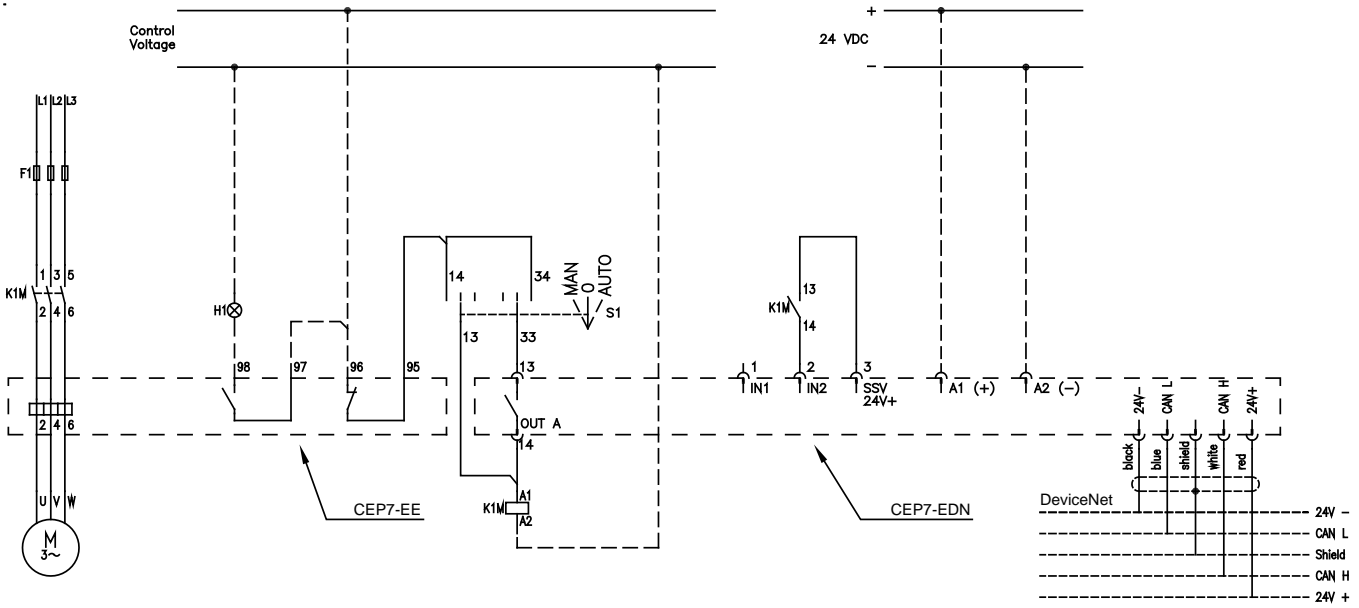 Control
Voltage
+
24 VDC
−
L1 L2 L3
F1
1 3 5
K1M
2 4 6
H1
14
34
MAN
O
AUTO
S1
13
33
13
K1M
14
98 97 96 95
13
1 2 3
IN1 IN2 SSV
24V+
A1 (+) A2 (−)
24V−
CAN L
CAN H
24V+
2 4 6
OUT A
14
black
blue
shield
white
red
U V W
M
3~
CEP7-EE
K1M
A1
A2
CEP7-EDN
DeviceNet
24V −
CAN L
Shield
CAN H
24V +